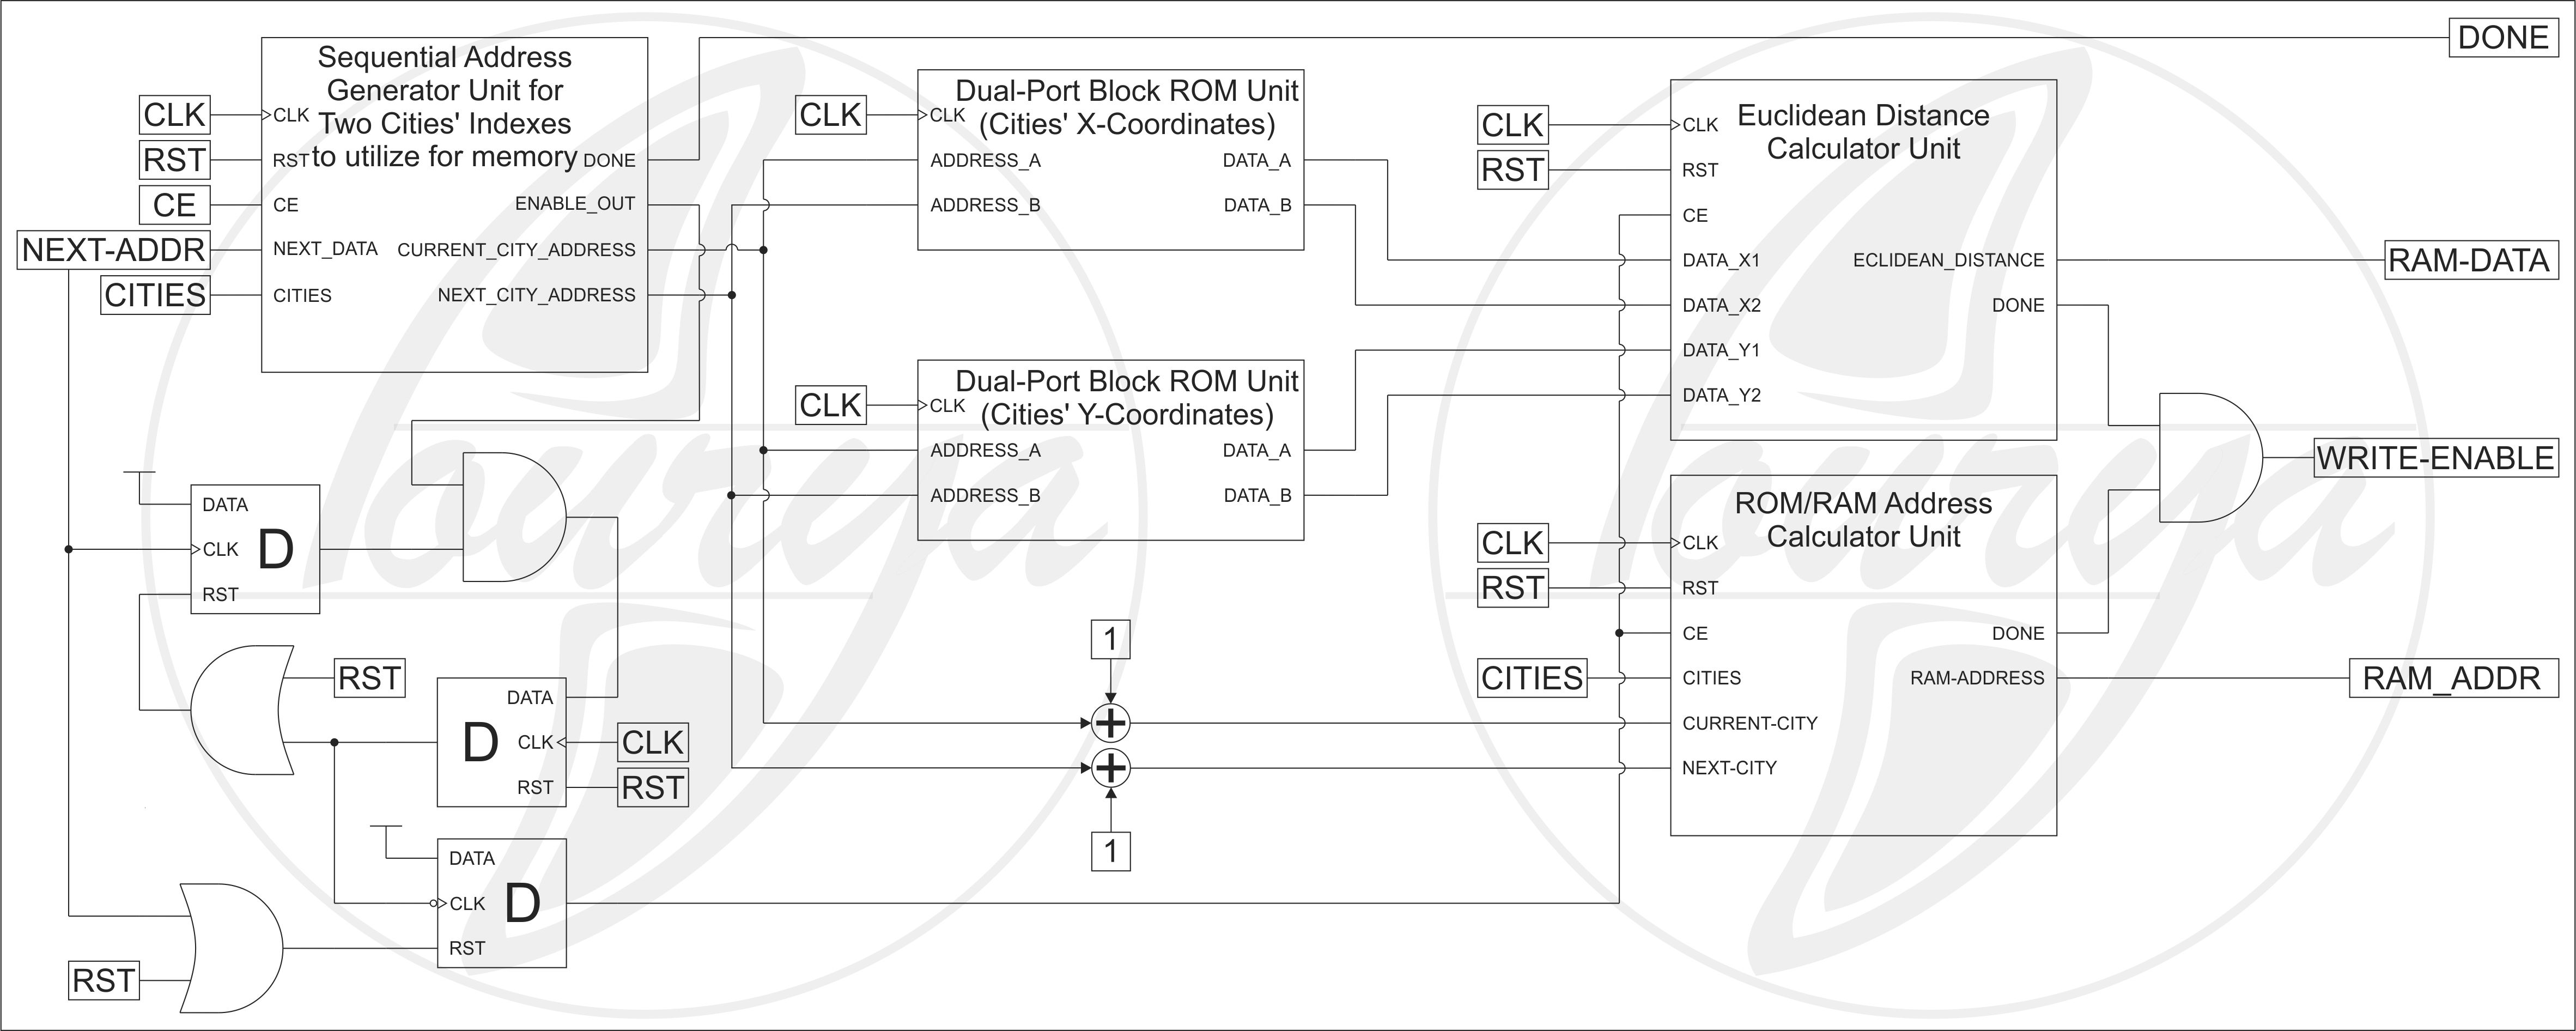 DONE
Sequential Address
Generator Unit for
Two Cities' Indexes
to utilize for memory
CLK
RST
CE
NEXT-ADDR
CITIES
CLK
RST
CE
NEXT_DATA
CITIES
DONE
ENABLE_OUT
CURRENT_CITY_ADDRESS
NEXT_CITY_ADDRESS
CLK
Dual-Port Block ROM Unit
(Cities' X-Coordinates)
CLK
ADDRESS_A
ADDRESS_B
DATA_A
DATA_B
CLK
Dual-Port Block ROM Unit
(Cities' Y-Coordinates)
CLK
ADDRESS_A
ADDRESS_B
DATA_A
DATA_B
CLK
RST
Euclidean Distance
Calculator Unit
CLK
RST
CE
DATA_X1
DATA_X2
DATA_Y1
DATA_Y2
ECLIDEAN_DISTANCE
DONE
RAM-DATA
WRITE-ENABLE
CLK
RST
CITIES
ROM/RAM Address
Calculator Unit
CLK
RST
CE
CITIES
CURRENT-CITY
NEXT-CITY
DONE
RAM-ADDRESS
RAM_ADDR
DATA
CLK
RST
D
RST
DATA
CLK
RST
D
CLK
RST
DATA
CLK
RST
D
RST
1
1
Tourya
Tourya